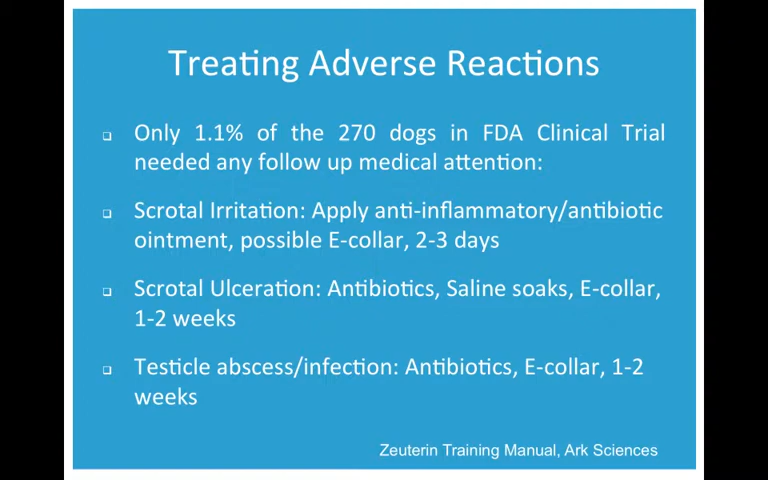 Treating Adverse Reactions
❑ Only 1.1% of the 270 dogs in FDA Clinical Trial
needed any follow up medical attention:
❑ Scrotal Irritation: Apply anti-inflammatory/antibiotic
ointment, possible E-collar, 2-3 days
❑ Scrotal Ulceration: Antibiotics, Saline soaks, E-collar,
1-2 weeks
❑ Testicle abscess/infection: Antibiotics, E-collar, 1-2
weeks
Zeuterin Training Manual, Ark Sciences